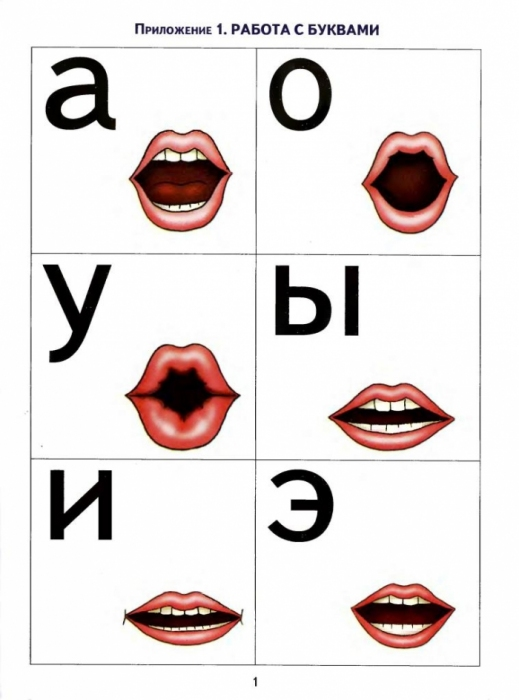 Приложение 1. РАБОТА С БУКВАМИ
а о
у ы
и э
1